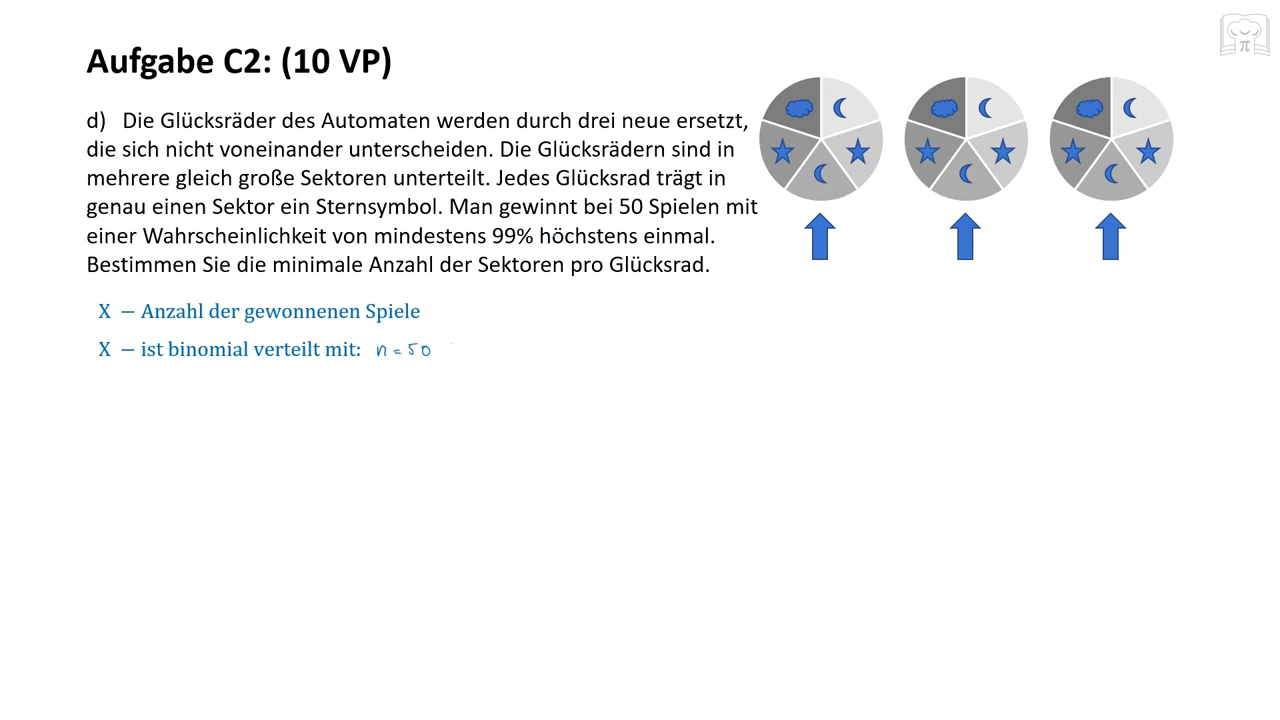 Aufgabe C2: (10 VP)
d) Die Glücksräder des Automaten werden durch drei neue ersetzt,
die sich nicht voneinander unterscheiden. Die Glücksrädern sind in
mehrere gleich große Sektoren unterteilt. Jedes Glücksrad trägt in
genau einen Sektor ein Sternsymbol. Man gewinnt bei 50 Spielen mit
einer Wahrscheinlichkeit von mindestens 99% höchstens einmal.
Bestimmen Sie die minimale Anzahl der Sektoren pro Glücksrad.
X – Anzahl der gewonnenen Spiele
X – ist binomial verteilt mit: n = 50
π